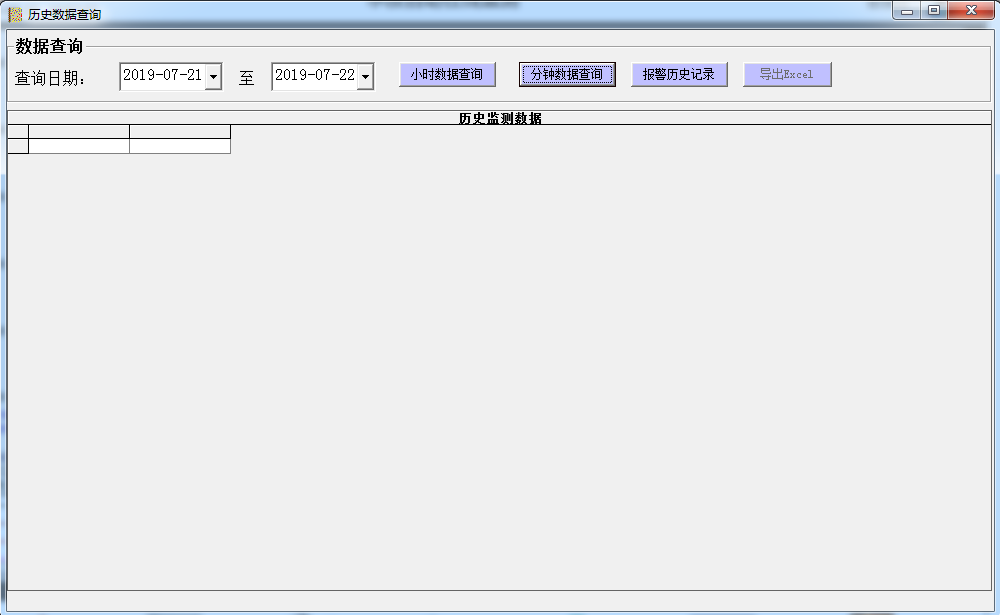 历史数据查询
数据查询
查询日期： 2019-07-21 至 2019-07-22 小时数据查询 分钟数据查询 报警历史记录 导出Excel
历史监测数据